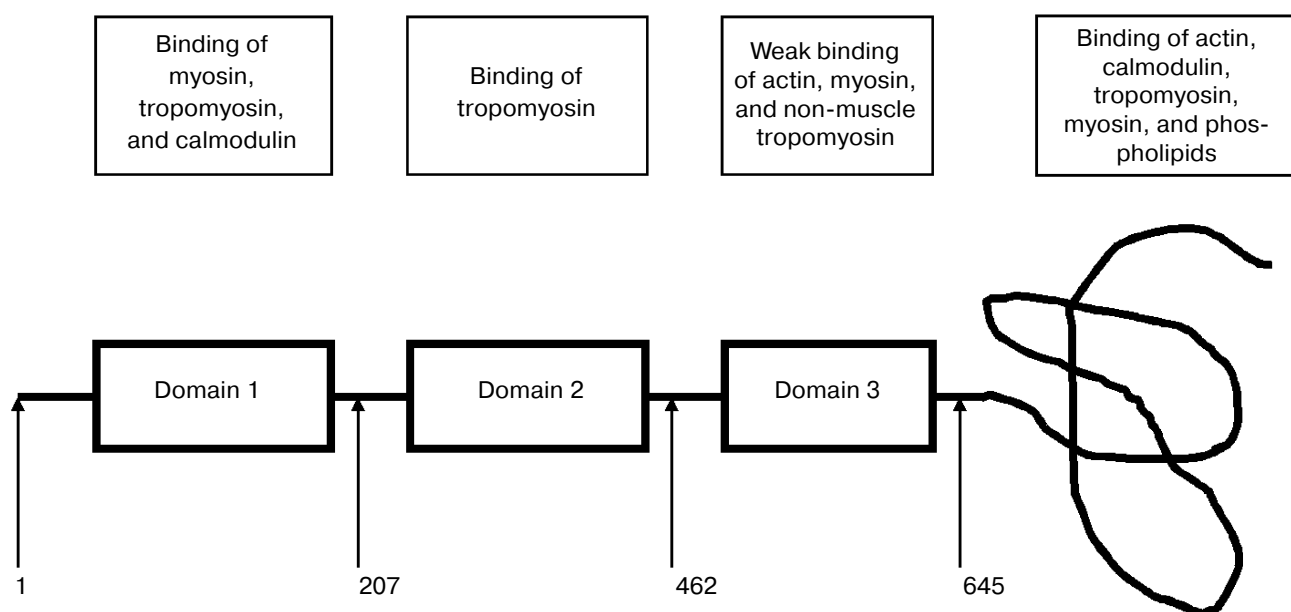 Binding of
myosin,
tropomyosin,
and calmodulin
Binding of
tropomyosin
Weak binding
of actin, myosin,
and non-muscle
tropomyosin
Binding of actin,
calmodulin,
tropomyosin,
myosin, and phos-
pholipids
Domain 1
Domain 2
Domain 3
1
207
462
645